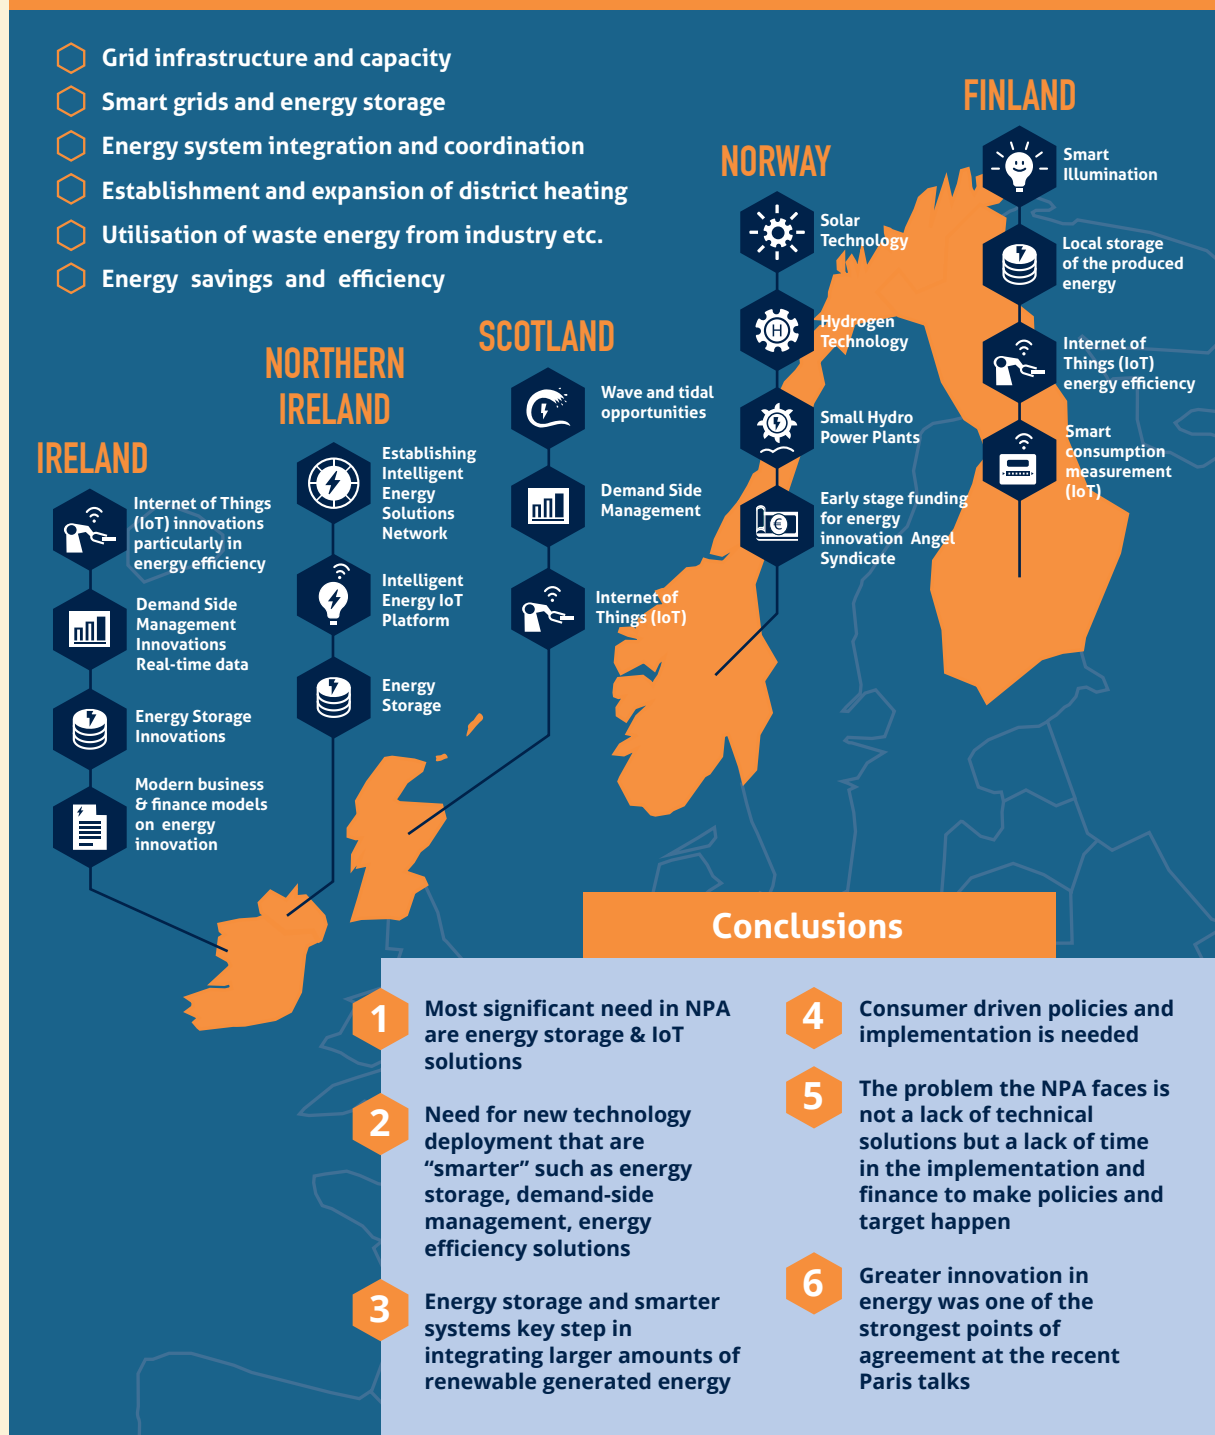 Grid infrastructure and capacity
Smart grids and energy storage
Energy system integration and coordination
Establishment and expansion of district heating
Utilisation of waste energy from industry etc.
Energy savings and efficiency
IRELAND
Internet of Things
(IoT) innovations
particularly in
energy efficiency
Demand Side
Management
Innovations
Real-time data
Energy Storage
Innovations
Modern business
& finance models
on energy
innovation
NORTHERN
IRELAND
Establishing
Intelligent
Energy
Solutions
Network
Intelligent
Energy IoT
Platform
Energy
Storage
SCOTLAND
Wave and tidal
opportunities
Demand Side
Management
Internet of
Things (IoT)
NORWAY
Solar
Technology
H
Hydrogen
Technology
Small Hydro
Power Plants
€
Early stage funding
for energy
innovation Angel
Syndicate
FINLAND
Smart
Illumination
Local storage
of the produced
energy
Internet of
Things (IoT)
energy efficiency
Smart
consumption
measurement
(IoT)
Conclusions
1
Most significant need in NPA
are energy storage & IoT
solutions
2
Need for new technology
deployment that are
“smarter” such as energy
storage, demand-side
management, energy
efficiency solutions
3
Energy storage and smarter
systems key step in
integrating larger amounts of
renewable generated energy
4
Consumer driven policies and
implementation is needed
5
The problem the NPA faces is
not a lack of technical
solutions but a lack of time
in the implementation and
finance to make policies and
target happen
6
Greater innovation in
energy was one of the
strongest points of
agreement at the recent
Paris talks